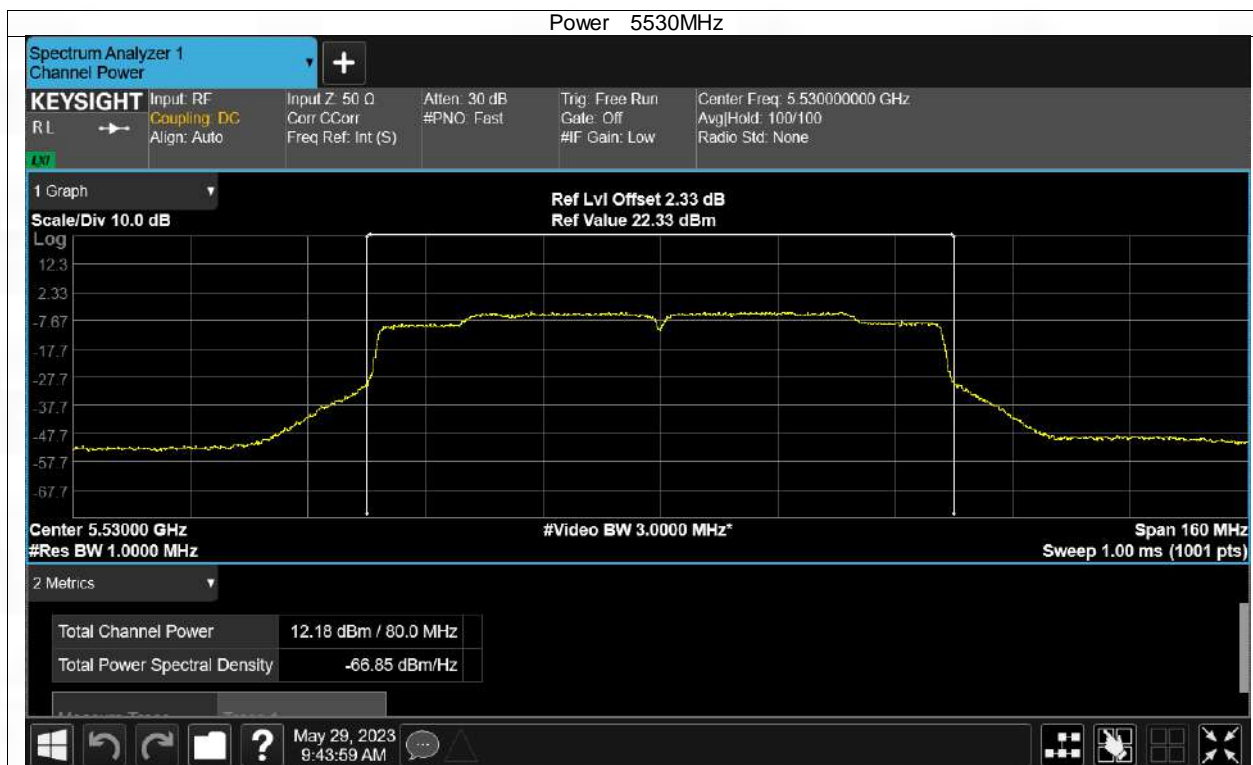 Power 5530MHz
Spectrum Analyzer 1
Channel Power
+
KEYSIGHT
RL
LXI
Input: RF
Coupling: DC
Align: Auto
Input Z: 50 Ω
Corr CCorr
Freq Ref: Int (S)
Atten: 30 dB
#PNO: Fast
Trig: Free Run
Gate: Off
#IF Gain: Low
Center Freq: 5.530000000 GHz
Avg|Hold: 100/100
Radio Std: None
1 Graph
Scale/Div 10.0 dB
Ref Lvl Offset 2.33 dB
Ref Value 22.33 dBm
Log
12.3
2.33
-7.67
-17.7
-27.7
-37.7
-47.7
-57.7
-67.7
Center 5.53000 GHz
#Res BW 1.0000 MHz
#Video BW 3.0000 MHz*
Span 160 MHz
Sweep 1.00 ms (1001 pts)
2 Metrics
Total Channel Power 12.18 dBm / 80.0 MHz
Total Power Spectral Density -66.85 dBm/Hz
?
May 29, 2023
9:43:59 AM